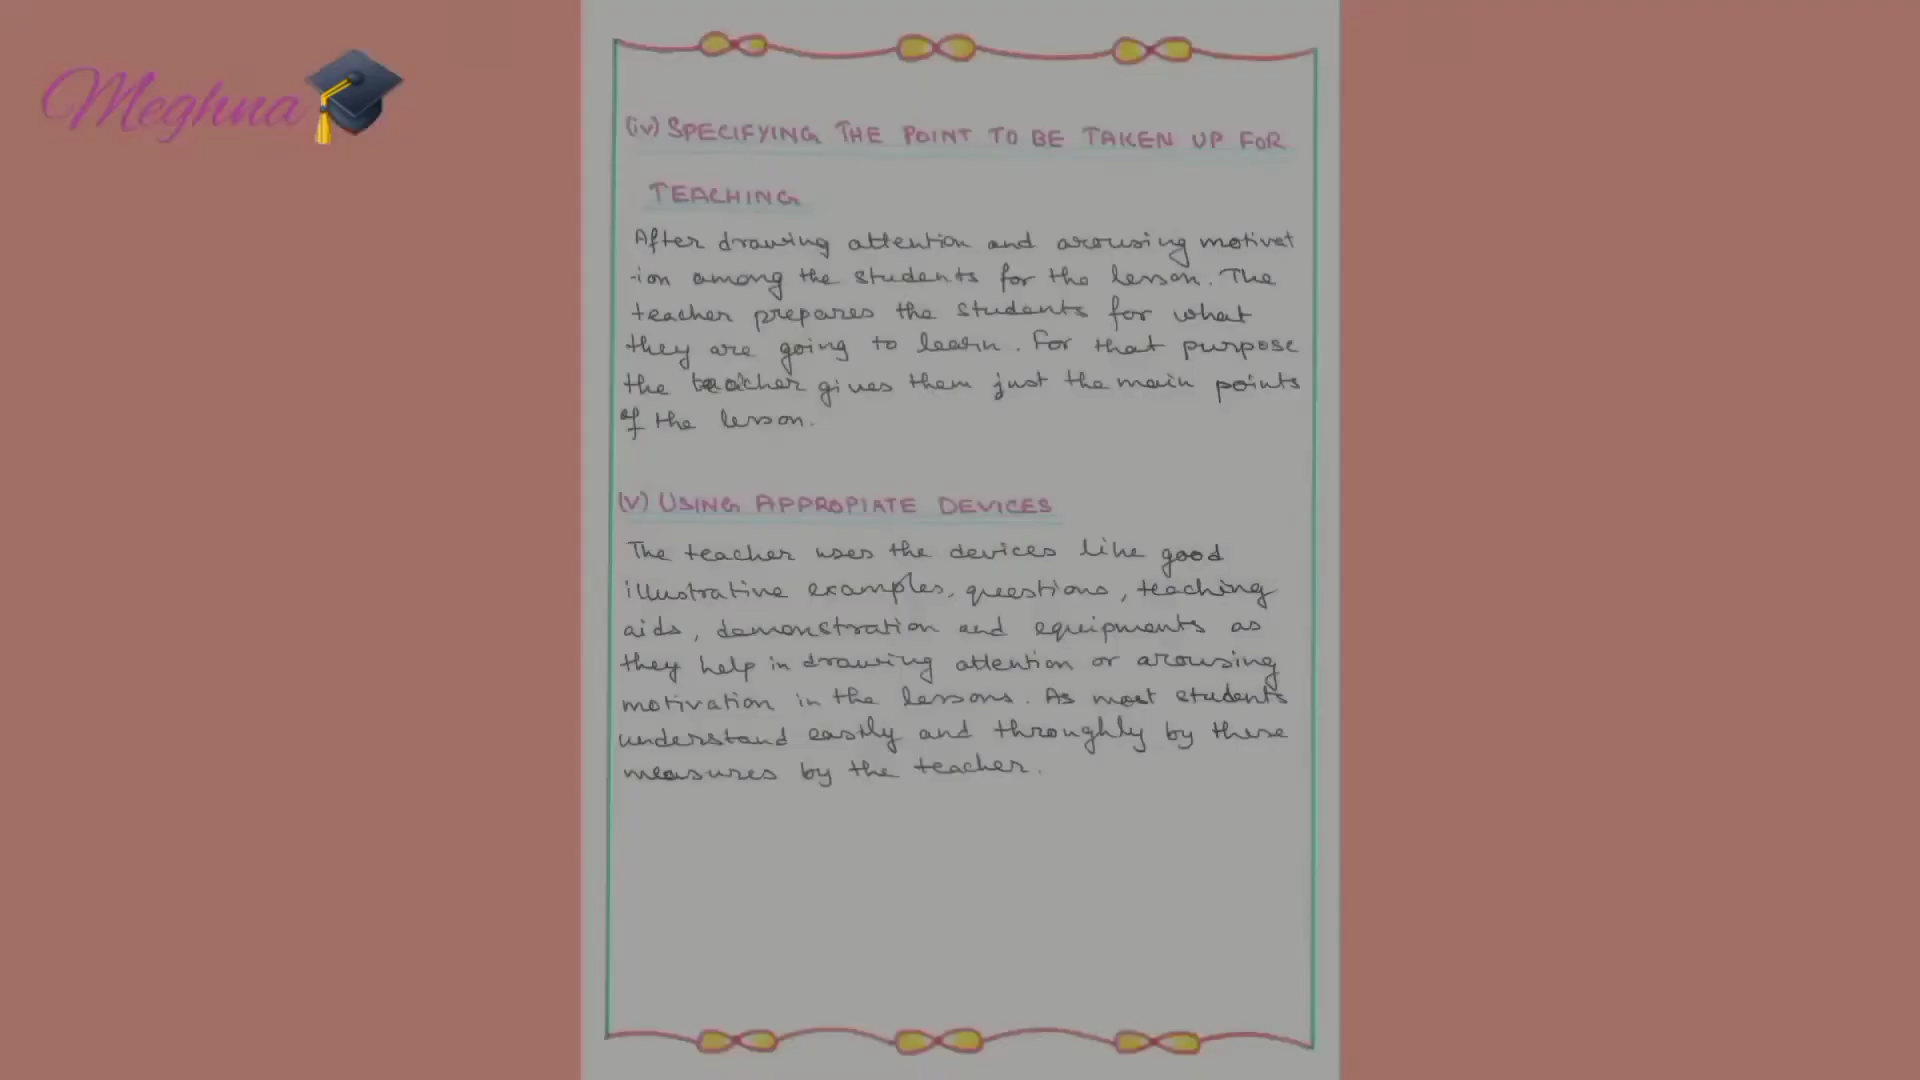 Meghna
(iv) SPECIFYING THE POINT TO BE TAKEN UP FOR
TEACHING
After drawing attention and arousing motivat
-ion among the students for the lesson. The
teacher prepares the students for what
they are going to learn. For that purpose
the teacher gives them just the main points
of the lesson.
(v) USING APPROPIATE DEVICES
The teacher uses the devices like good
illustrative examples, questions, teaching
aids, demonstration and equipments as
they help in drawing attention or arousing
motivation in the lessons. As most students
understand easily and throughly by these
measures by the teacher.